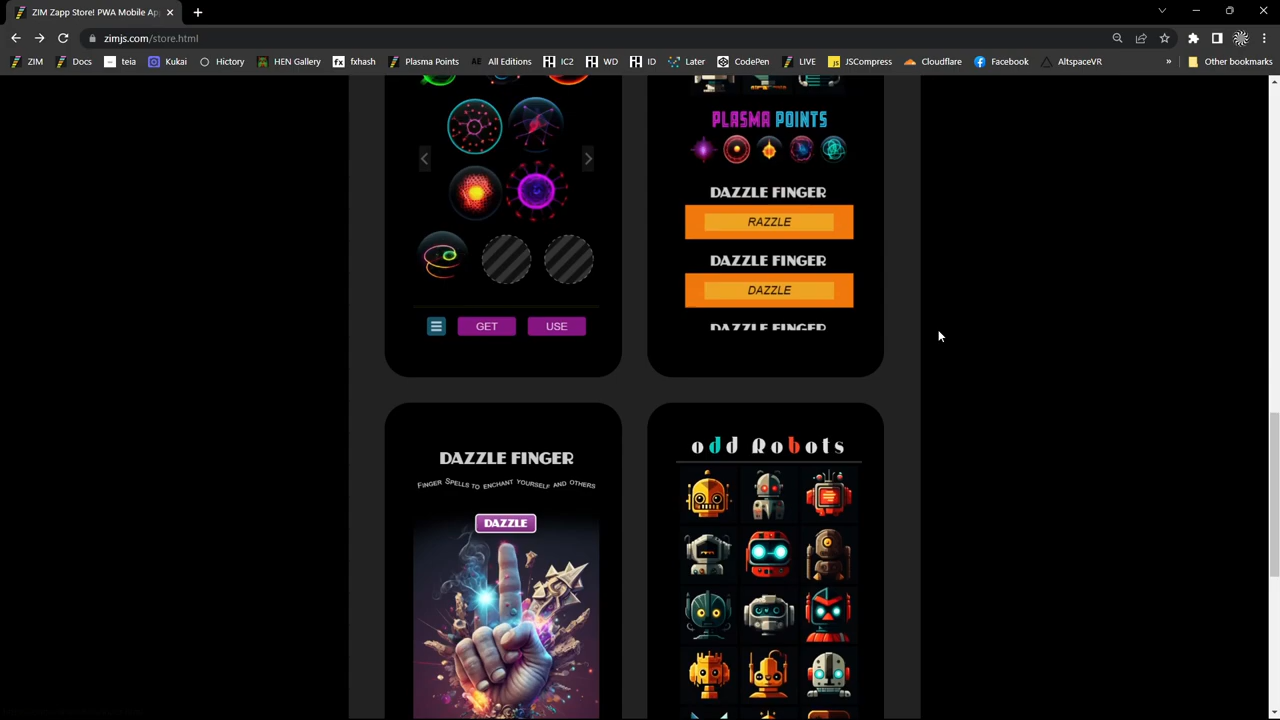 ZIM Zapp Store! PWA Mobile Ap
zimjs.com/store.html
ZIM
Docs
teia
Kukai
Hictory
HEN Gallery
fxhash
Plasma Points
All Editions
IC2
WD
ID
Later
CodePen
LIVE
JSCompress
Cloudflare
Facebook
AltspaceVR
»
Other bookmarks
GET
USE
PLASMA POINTS
DAZZLE FINGER
RAZZLE
DAZZLE FINGER
DAZZLE
DAZZLE FINGER
DAZZLE FINGER
FINGER SPELLS TO ENCHANT YOURSELF AND OTHERS
DAZZLE
odd Robots